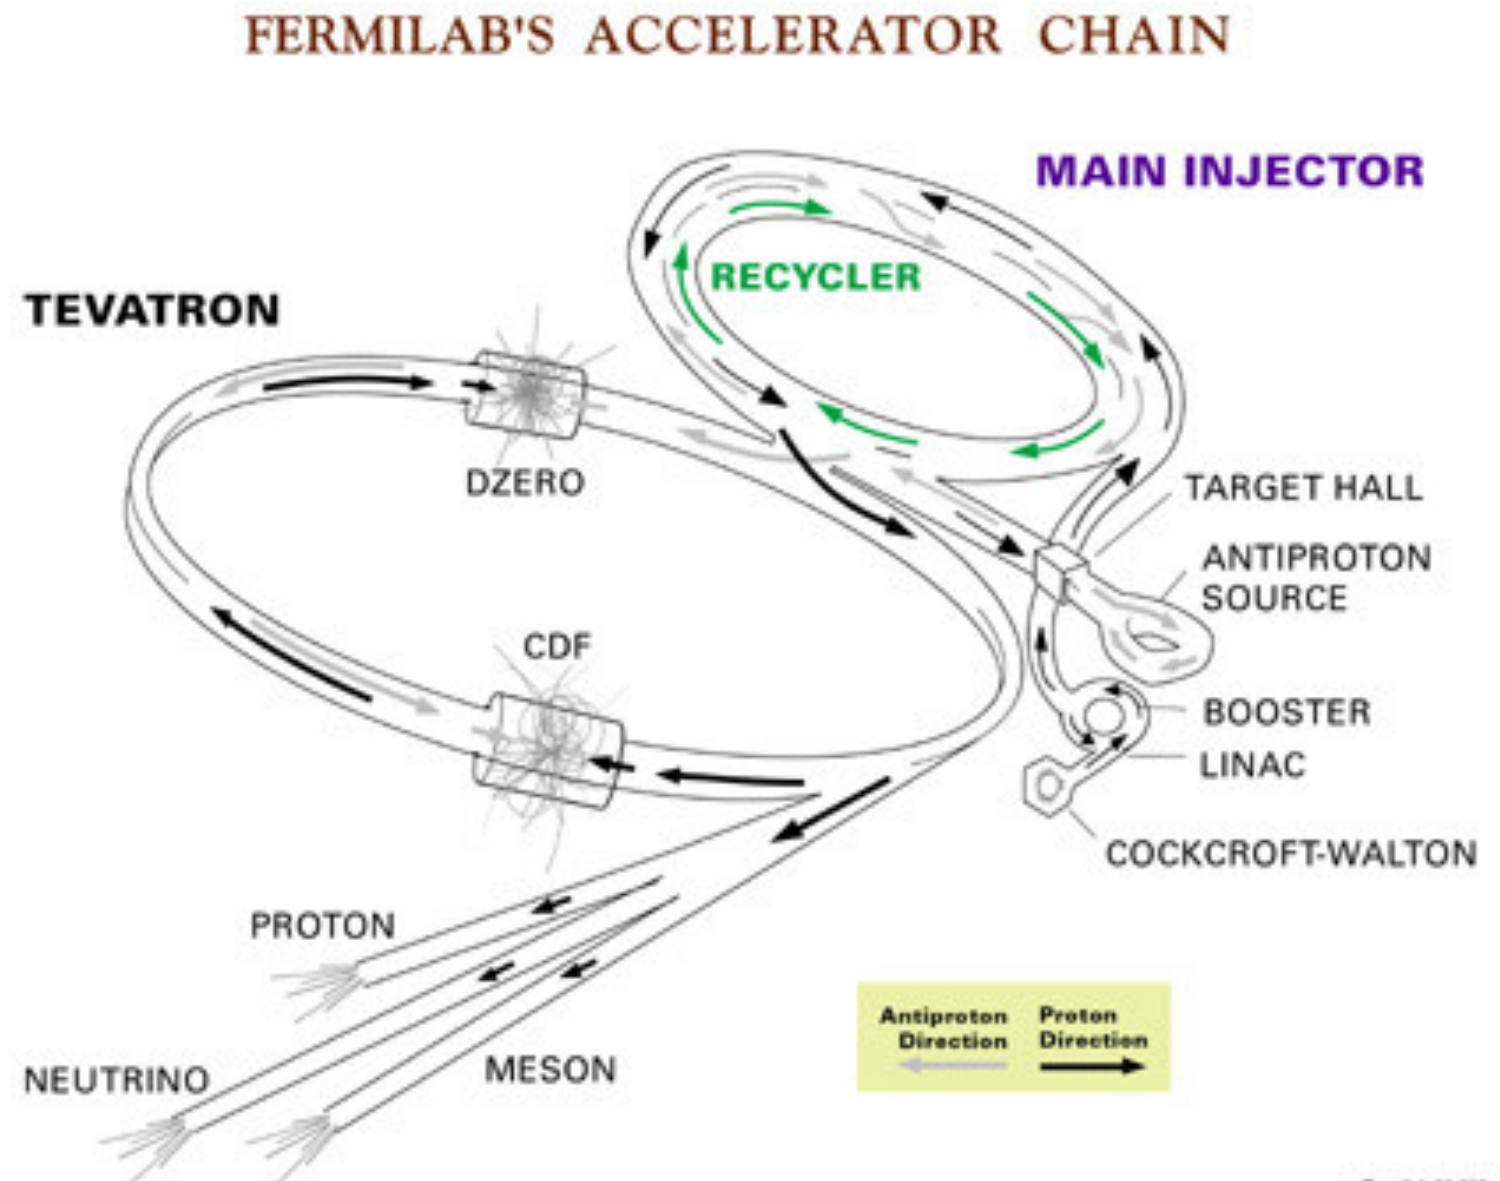 FERMILAB'S ACCELERATOR CHAIN
MAIN INJECTOR
RECYCLER
TEVATRON
DZERO
TARGET HALL
ANTIPROTON
SOURCE
CDF
BOOSTER
LINAC
COCKCROFT-WALTON
PROTON
NEUTRINO
MESON
Antiproton
Direction
Proton
Direction